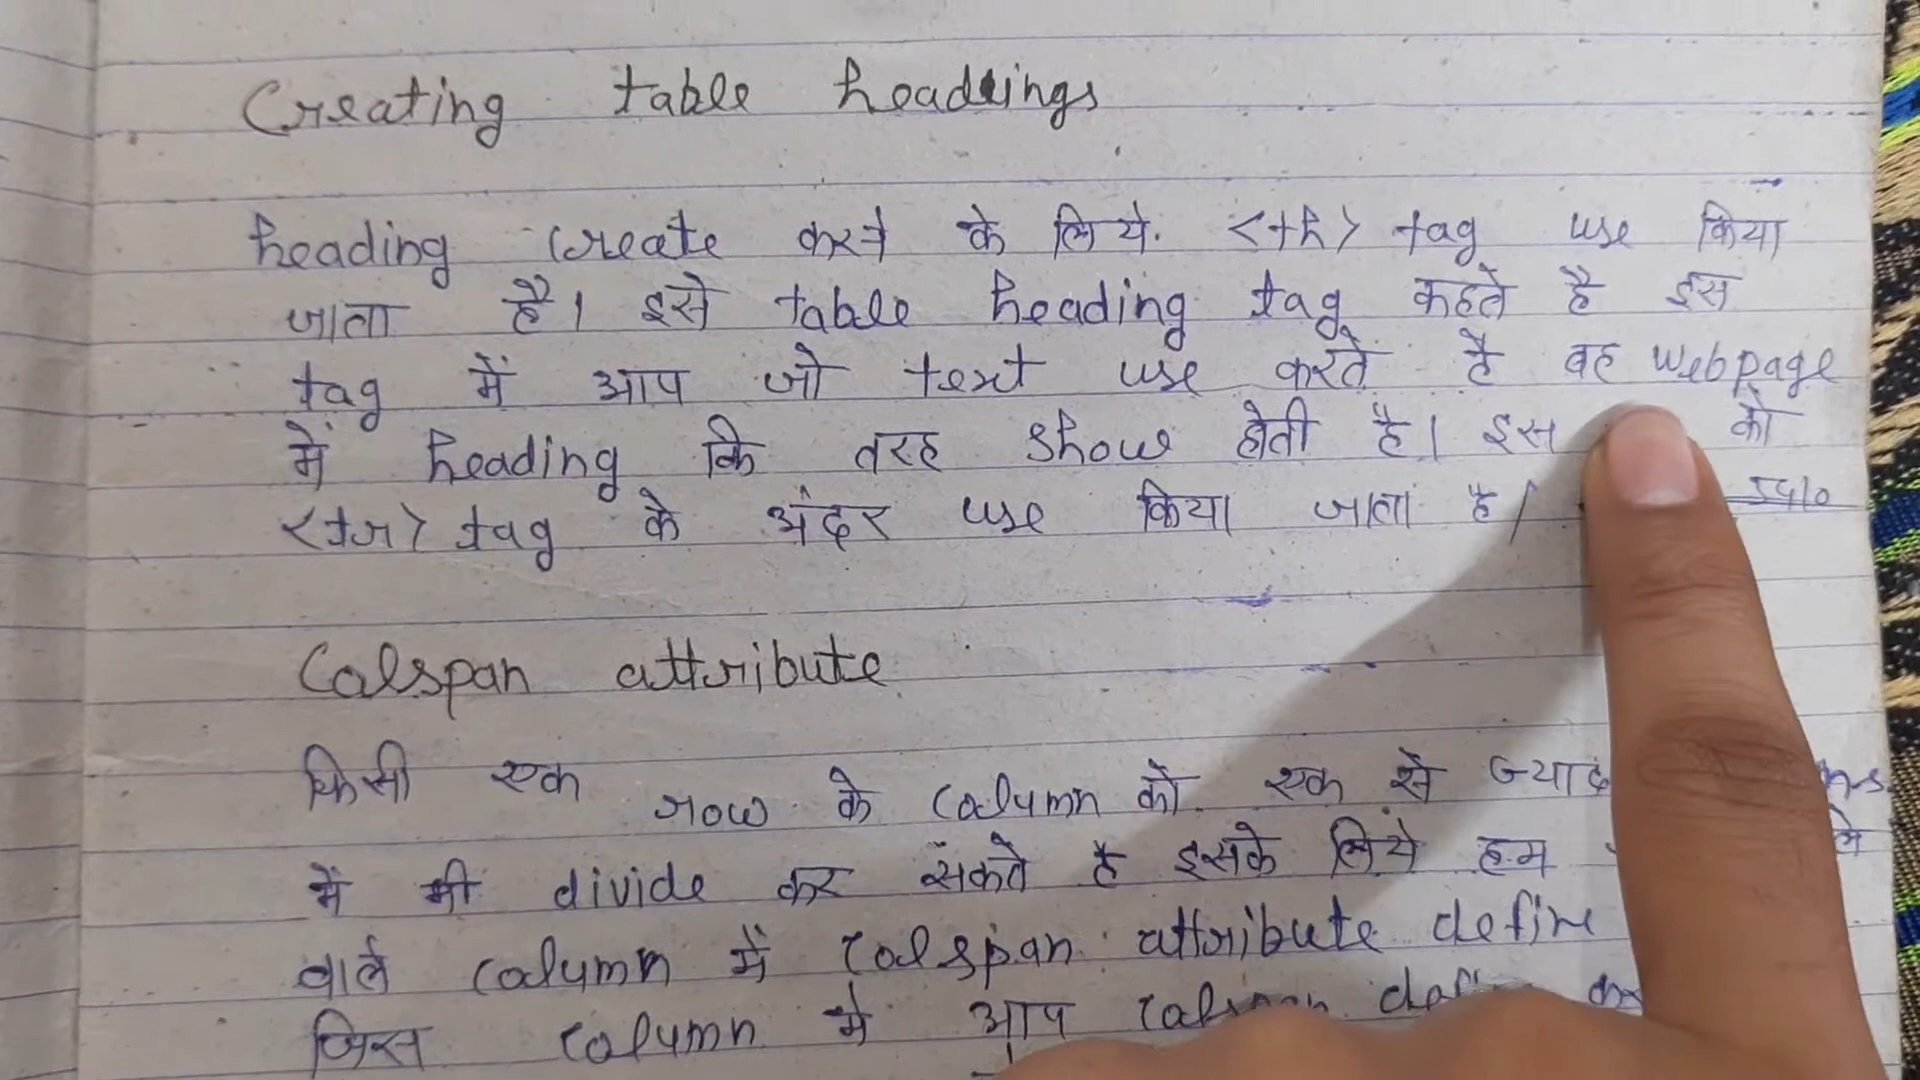 Creating table headings
heading create करने के लिये <th> tag use किया
जाता है। इसे table heading tag कहते है इस
tag में आप जो text use करते है वह webpage
में heading कि तरह show होती है। इस को
<tr> tag के अंदर use किया जाता है।
Calspan attribute
किसी एक row के column को एक से ज्याद
में भी divide कर सकते है इसके लिये हम
वाले column में colspan attribute define
जिस column मे आप